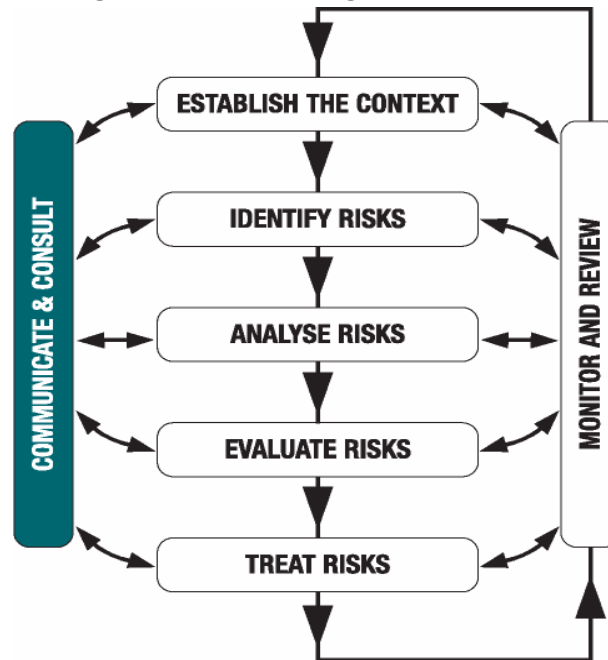 ESTABLISH THE CONTEXT
IDENTIFY RISKS
ANALYSE RISKS
EVALUATE RISKS
TREAT RISKS
COMMUNICATE & CONSULT
MONITOR AND REVIEW